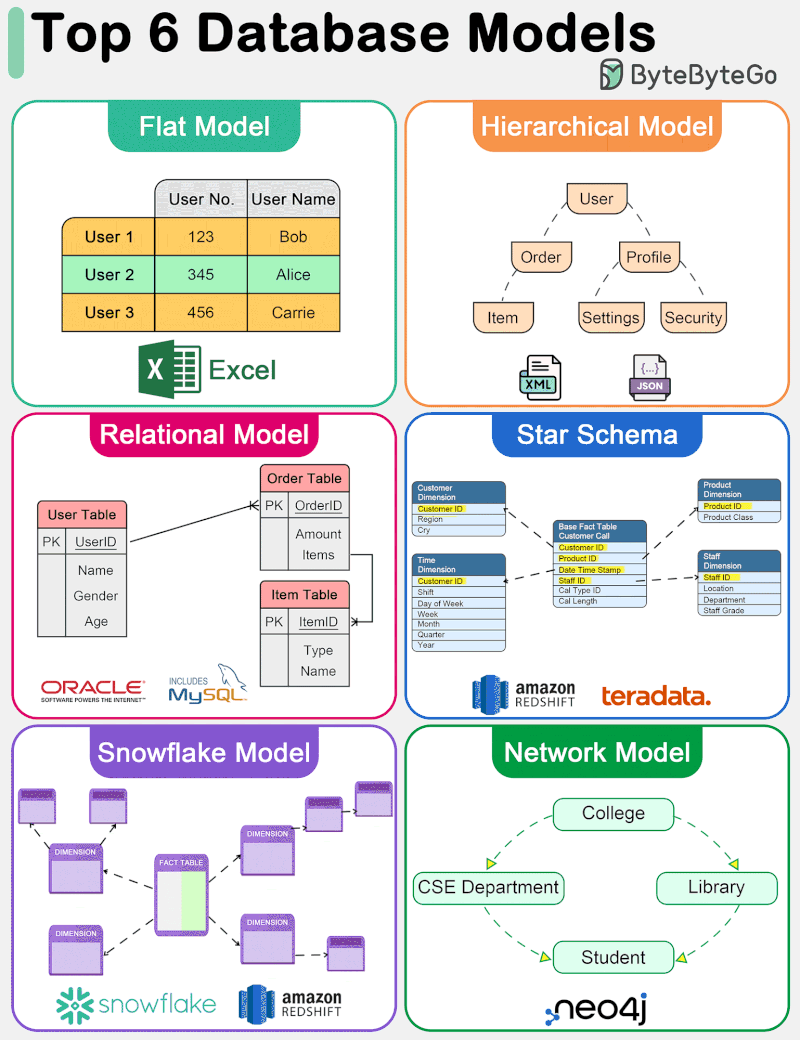 Top 6 Database Models
ByteByteGo
Flat Model
User No.
User Name
User 1
123
Bob
User 2
345
Alice
User 3
456
Carrie
X
Excel
Hierarchical Model
User
Order
Profile
Item
Settings
Security
XML
{...}
JSON
Relational Model
User Table
PK
UserID
Name
Gender
Age
Order Table
PK
OrderID
Amount
Items
Item Table
PK
ItemID
Type
Name
ORACLE®
SOFTWARE POWERS THE INTERNET™
INCLUDES
MySQL
Star Schema
Customer
Dimension
Customer ID
Region
Cry
Time
Dimension
Customer ID
Shift
Day of Week
Week
Month
Quarter
Year
Base Fact Table
Customer Call
Customer ID
Product ID
Date Time Stamp
Staff ID
Cal Type ID
Cal Length
Product
Dimension
Product ID
Product Class
Staff
Dimension
Staff ID
Location
Department
Staff Grade
amazon
REDSHIFT
teradata.
Snowflake Model
DIMENSION
DIMENSION
FACT TABLE
DIMENSION
DIMENSION
snowflake
amazon
REDSHIFT
Network Model
College
CSE Department
Library
Student
neo4j